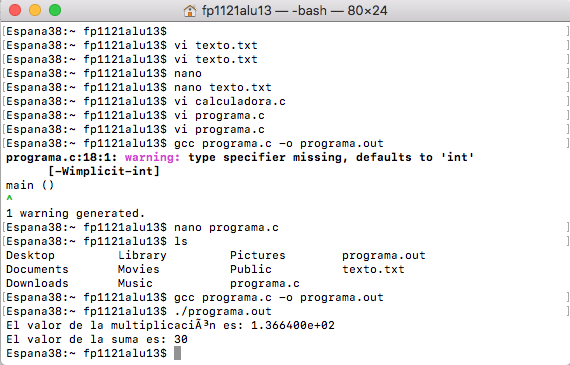 fp1121alu13 — -bash — 80×24
[Espana38:~ fp1121alu13$ ]
[Espana38:~ fp1121alu13$ vi texto.txt ]
[Espana38:~ fp1121alu13$ vi texto.txt ]
[Espana38:~ fp1121alu13$ nano ]
[Espana38:~ fp1121alu13$ nano texto.txt ]
[Espana38:~ fp1121alu13$ vi calculadora.c ]
[Espana38:~ fp1121alu13$ vi programa.c ]
[Espana38:~ fp1121alu13$ vi programa.c ]
[Espana38:~ fp1121alu13$ gcc programa.c -o programa.out ]
programa.c:18:1: warning: type specifier missing, defaults to 'int'
[-Wimplicit-int]
main ()
^
1 warning generated.
[Espana38:~ fp1121alu13$ nano programa.c ]
[Espana38:~ fp1121alu13$ ls ]
Desktop Library Pictures programa.out
Documents Movies Public texto.txt
Downloads Music programa.c
[Espana38:~ fp1121alu13$ gcc programa.c -o programa.out ]
[Espana38:~ fp1121alu13$ ./programa.out ]
El valor de la multiplicaciÃ³n es: 1.366400e+02
El valor de la suma es: 30
Espana38:~ fp1121alu13$